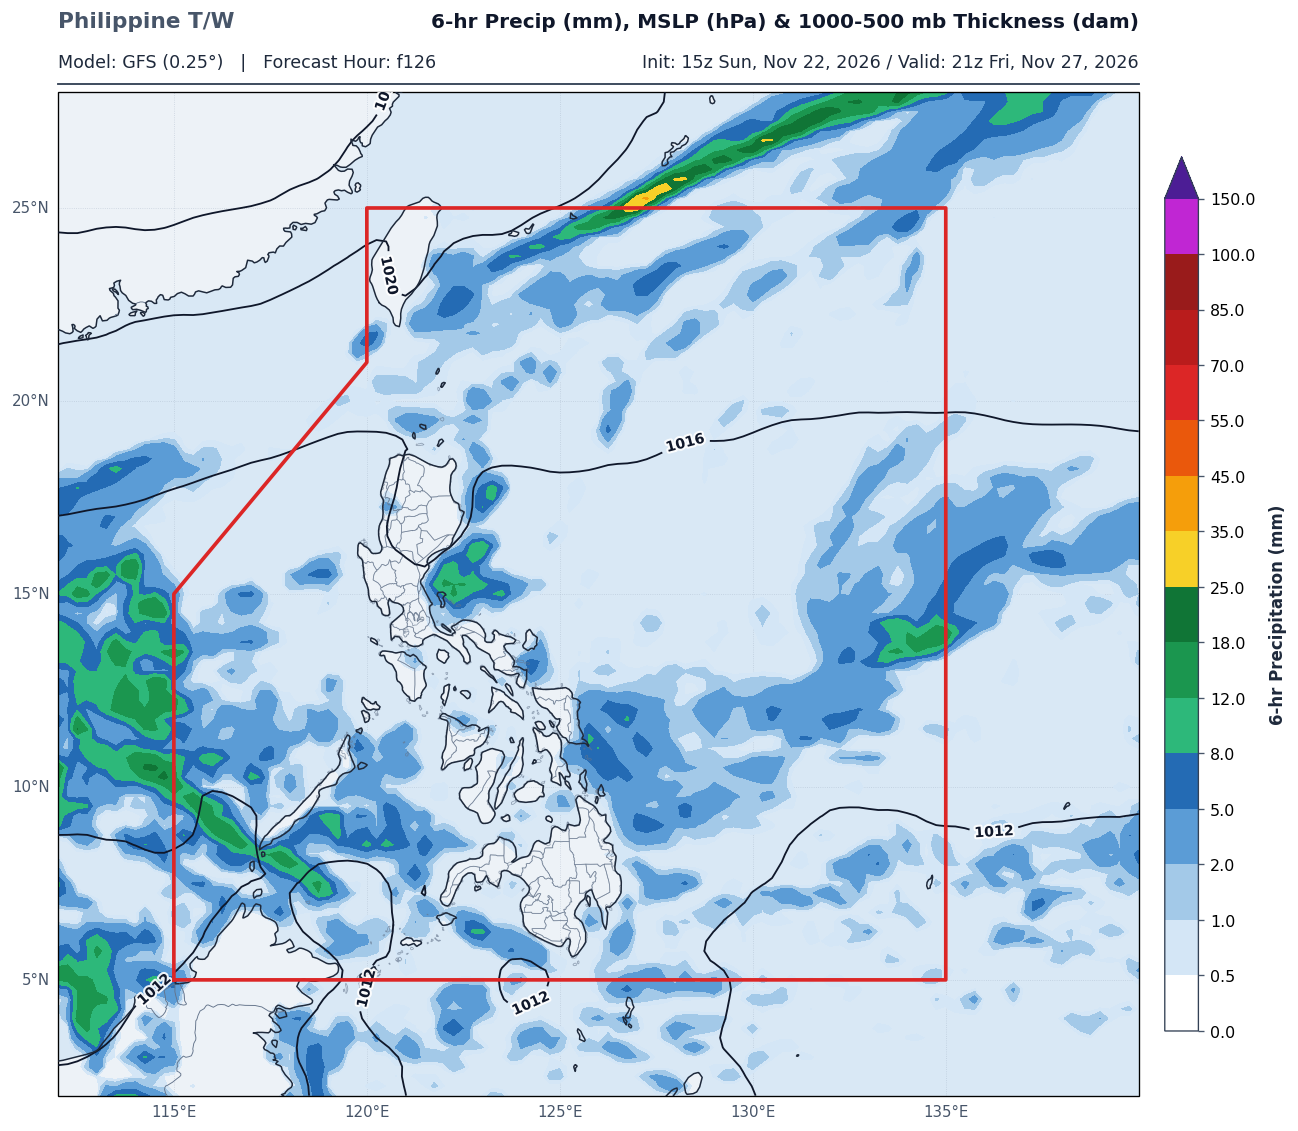 Philippine T/W
6-hr Precip (mm), MSLP (hPa) & 1000-500 mb Thickness (dam)
Model: GFS (0.25°) | Forecast Hour: f126
Init: 15z Sun, Nov 22, 2026 / Valid: 21z Fri, Nov 27, 2026
10
1020
1016
1012
1012
1012
1012
25°N
20°N
15°N
10°N
5°N
115°E
120°E
125°E
130°E
135°E
150.0
100.0
85.0
70.0
55.0
45.0
35.0
25.0
18.0
12.0
8.0
5.0
2.0
1.0
0.5
0.0
6-hr Precipitation (mm)